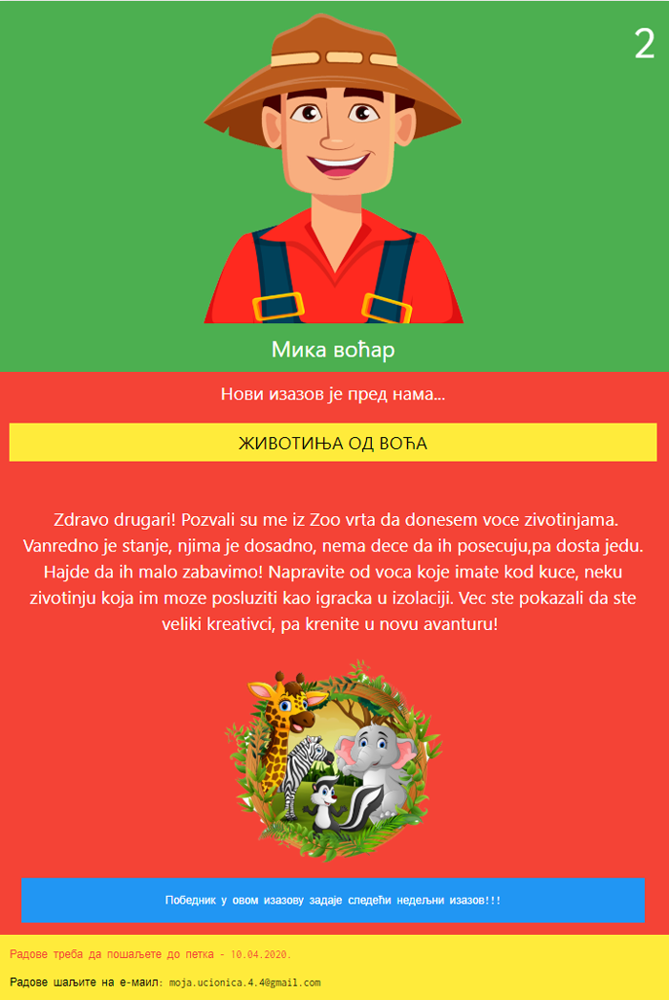 2
Мика воћар
Нови изазов је пред нама...
ЖИВОТИЊА ОД ВОЋА
Zdravo drugari! Pozvali su me iz Zoo vrta da donesem voce zivotinjama.
Vanredno je stanje, njima je dosadno, nema dece da ih posecuju,pa dosta jedu.
Hajde da ih malo zabavimo! Napravite od voca koje imate kod kuce, neku
zivotinju koja im moze posluziti kao igracka u izolaciji. Vec ste pokazali da ste
veliki kreativci, pa krenite u novu avanturu!
Победник у овом изазову задаје следећи недељни изазов!!!
Радове треба да пошаљете до петка - 10.04.2020.
Радове шаљите на е-маил: moja.ucionica.4.4@gmail.com